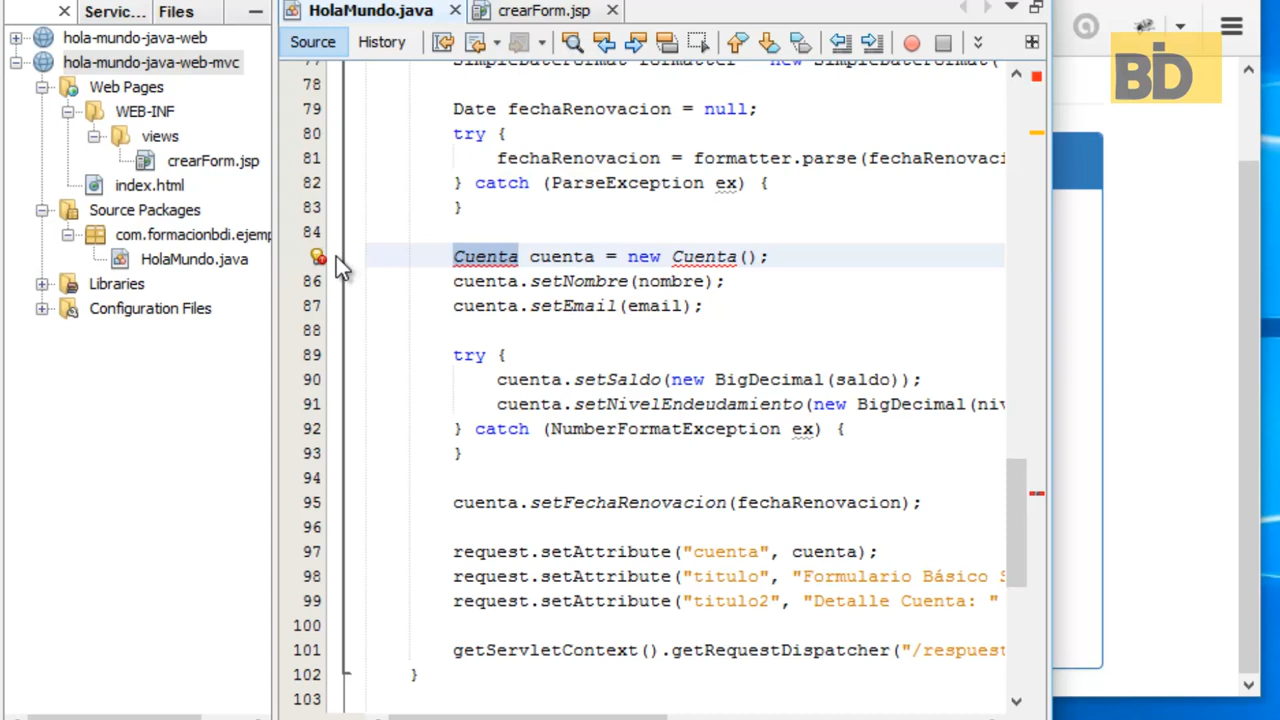 Servic... Files
hola-mundo-java-web
hola-mundo-java-web-mvc
Web Pages
WEB-INF
views
crearForm.jsp
index.html
Source Packages
com.formacionbdi.ejemp
HolaMundo.java
Libraries
Configuration Files
HolaMundo.java crearForm.jsp
Source History
77 SimpleDateFormat formatter = new SimpleDateFormat(
78
79 Date fechaRenovacion = null;
80 try {
81 fechaRenovacion = formatter.parse(fechaRenovaci
82 } catch (ParseException ex) {
83 }
84
Cuenta cuenta = new Cuenta();
86 cuenta.setNombre(nombre);
87 cuenta.setEmail(email);
88
89 try {
90 cuenta.setSaldo(new BigDecimal(saldo));
91 cuenta.setNivelEndeudamiento(new BigDecimal(niv
92 } catch (NumberFormatException ex) {
93 }
94
95 cuenta.setFechaRenovacion(fechaRenovacion);
96
97 request.setAttribute("cuenta", cuenta);
98 request.setAttribute("titulo", "Formulario Básico S
99 request.setAttribute("titulo2", "Detalle Cuenta: "
100
101 getServletContext().getRequestDispatcher("/respuest
102 }
103
BDi